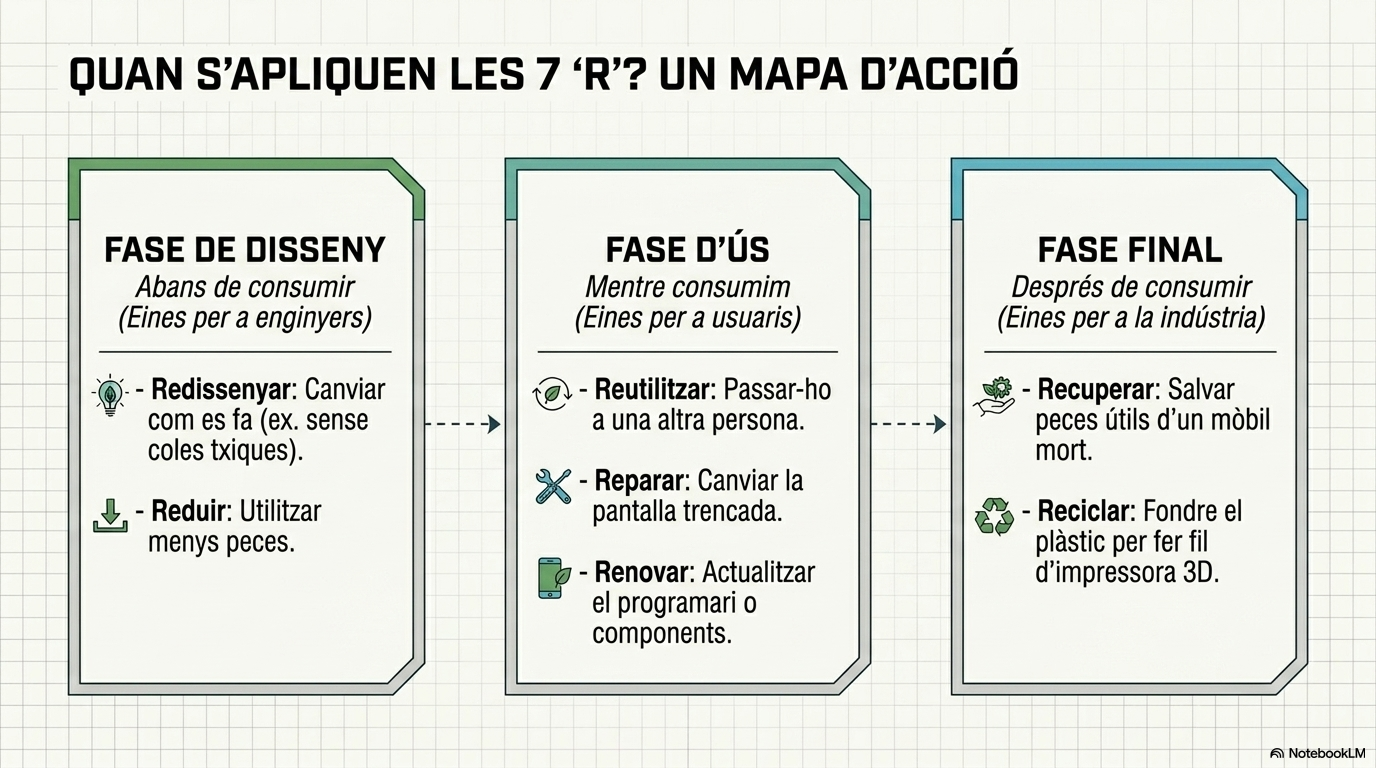 QUAN S’APLIQUEN LES 7 ‘R’? UN MAPA D’ACCIÓ
FASE DE DISSENY
Abans de consumir
(Eines per a enginyers)
- Redissenyar: Canviar
com es fa (ex. sense
coles txiques).
- Reduir: Utilitzar
menys peces.
FASE D’ÚS
Mentre consumim
(Eines per a usuaris)
- Reutilitzar: Passar-ho
a una altra persona.
- Reparar: Canviar la
pantalla trencada.
- Renovar: Actualitzar
el programari o
components.
FASE FINAL
Després de consumir
(Eines per a la indústria)
- Recuperar: Salvar
peces útils d’un mòbil
mort.
- Reciclar: Fondre el
plàstic per fer fil
d’impressora 3D.
NotebookLM